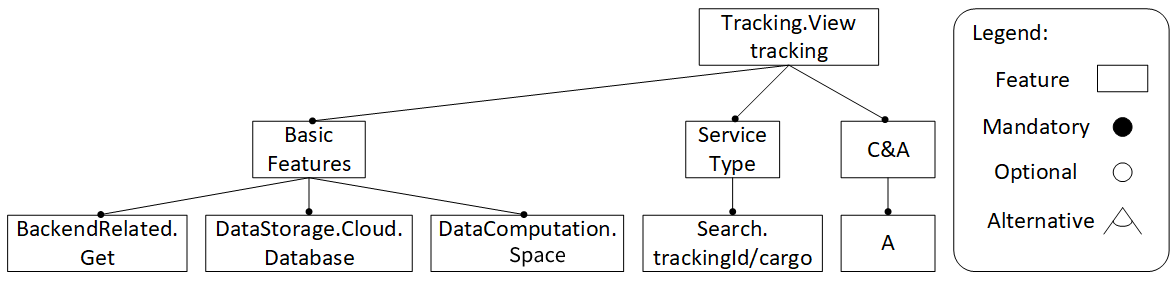 Tracking.View
tracking
Legend:
Feature
Mandatory
Optional
Alternative
Basic
Features
Service
Type
C&A
BackendRelated.
Get
DataStorage.Cloud.
Database
DataComputation.
Space
Search.
trackingId/cargo
A